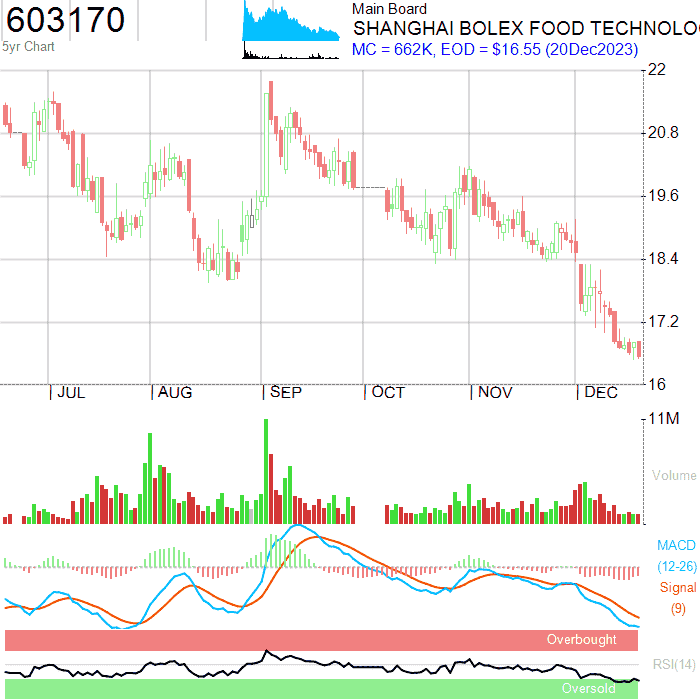 603170
5yr Chart
Main Board
SHANGHAI BOLEX FOOD TECHNOLO
MC = 662K, EOD = $16.55 (20Dec2023)
22
20.8
19.6
18.4
17.2
16
JUL AUG SEP OCT NOV DEC
11M
Volume
MACD
(12-26)
Signal
(9)
Overbought
RSI(14)
Oversold